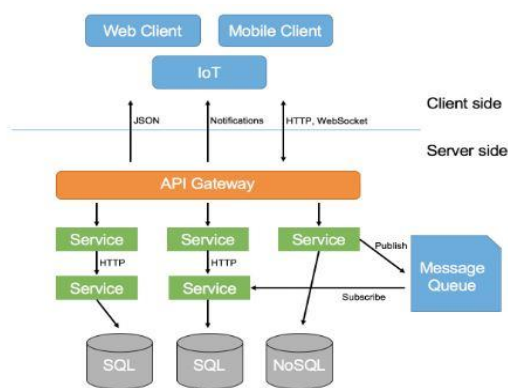 Web Client
Mobile Client
IoT
Client side
JSON
Notifications
HTTP, WebSocket
Server side
API Gateway
Service
Service
Service
Publish
HTTP
HTTP
Message
Queue
Service
Service
Subscribe
SQL
SQL
NoSQL